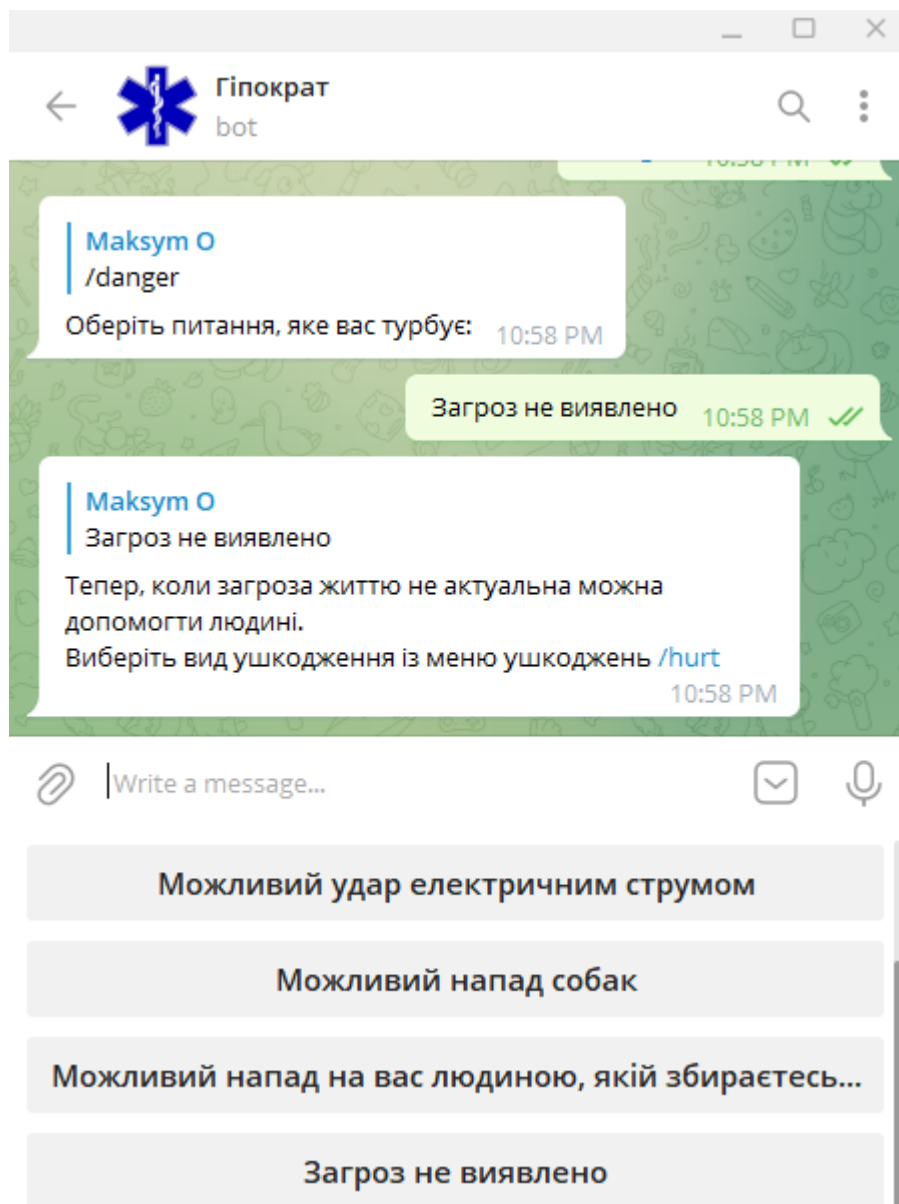 Гіпократ
bot
Maksym O
/danger
Оберіть питання, яке вас турбує:
10:58 PM
Загроз не виявлено
10:58 PM
Maksym O
Загроз не виявлено
Тепер, коли загроза життю не актуальна можна
допомогти людині.
Виберіть вид ушкодження із меню ушкоджень /hurt
10:58 PM
Write a message...
Можливий удар електричним струмом
Можливий напад собак
Можливий напад на вас людиною, якій збираєтесь...
Загроз не виявлено